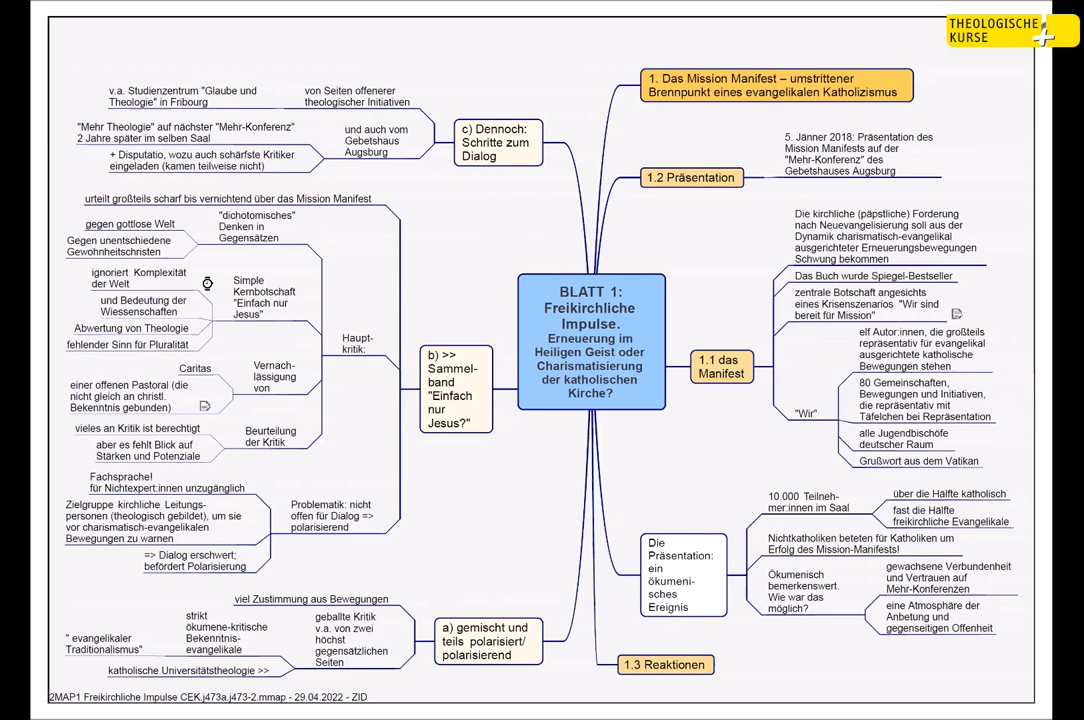 THEOLOGISCHE
KURSE
1. Das Mission Manifest – umstrittener
Brennpunkt eines evangelikalen Katholizismus
1.2 Präsentation
5. Jänner 2018: Präsentation des
Mission Manifests auf der
"Mehr-Konferenz" des
Gebetshauses Augsburg
BLATT 1:
Freikirchliche
Impulse.
Erneuerung im
Heiligen Geist oder
Charismatisierung
der katholischen
Kirche?
1.1 das
Manifest
Die kirchliche (päpstliche) Forderung
nach Neuevangelisierung soll aus der
Dynamik charismatisch-evangelikal
ausgerichteter Erneuerungsbewegungen
Schwung bekommen
Das Buch wurde Spiegel-Bestseller
zentrale Botschaft angesichts
eines Krisenszenarios "Wir sind
bereit für Mission"
"Wir"
elf Autor:innen, die großteils
repräsentativ für evangelikal
ausgerichtete katholische
Bewegungen stehen
80 Gemeinschaften,
Bewegungen und Initiativen,
die repräsentativ mit
Täfelchen bei Repräsentation
alle Jugendbischöfe
deutscher Raum
Grußwort aus dem Vatikan
Die
Präsentation:
ein
ökumeni-
sches
Ereignis
10.000 Teilneh-
mer:innen im Saal
über die Hälfte katholisch
fast die Hälfte
freikirchliche Evangelikale
Nichtkatholiken beteten für Katholiken um
Erfolg des Mission-Manifests!
Ökumenisch
bemerkenswert.
Wie war das
möglich?
gewachsene Verbundenheit
und Vertrauen auf
Mehr-Konferenzen
eine Atmosphäre der
Anbetung und
gegenseitigen Offenheit
1.3 Reaktionen
c) Dennoch:
Schritte zum
Dialog
von Seiten offenerer
theologischer Initiativen
v.a. Studienzentrum "Glaube und
Theologie" in Fribourg
und auch vom
Gebetshaus
Augsburg
"Mehr Theologie" auf nächster "Mehr-Konferenz"
2 Jahre später im selben Saal
+ Disputatio, wozu auch schärfste Kritiker
eingeladen (kamen teilweise nicht)
b) >>
Sammel-
band
"Einfach
nur
Jesus?"
urteilt großteils scharf bis vernichtend über das Mission Manifest
Haupt-
kritik:
"dichotomisches"
Denken in
Gegensätzen
gegen gottlose Welt
Gegen unentschiedene
Gewohnheitschristen
Simple
Kernbotschaft
"Einfach nur
Jesus"
ignoriert Komplexität
der Welt
und Bedeutung der
Wissenschaften
Abwertung von Theologie
fehlender Sinn für Pluralität
Vernach-
lässigung
von
Caritas
einer offenen Pastoral (die
nicht gleich an christl.
Bekenntnis gebunden)
Beurteilung
der Kritik
vieles an Kritik ist berechtigt
aber es fehlt Blick auf
Stärken und Potenziale
Problematik: nicht
offen für Dialog =>
polarisierend
Fachsprache!
für Nichtexpert:innen unzugänglich
Zielgruppe kirchliche Leitungs-
personen (theologisch gebildet), um sie
vor charismatisch-evangelikalen
Bewegungen zu warnen
=> Dialog erschwert;
befördert Polarisierung
a) gemischt und
teils polarisiert/
polarisierend
viel Zustimmung aus Bewegungen
geballte Kritik
v.a. von zwei
höchst
gegensätzlichen
Seiten
strikt
ökumene-kritische
Bekenntnis-
evangelikale
" evangelikaler
Traditionalismus"
katholische Universitätstheologie >>
2MAP1 Freikirchliche Impulse CEK.j473a.j473-2.mmap - 29.04.2022 - ZID